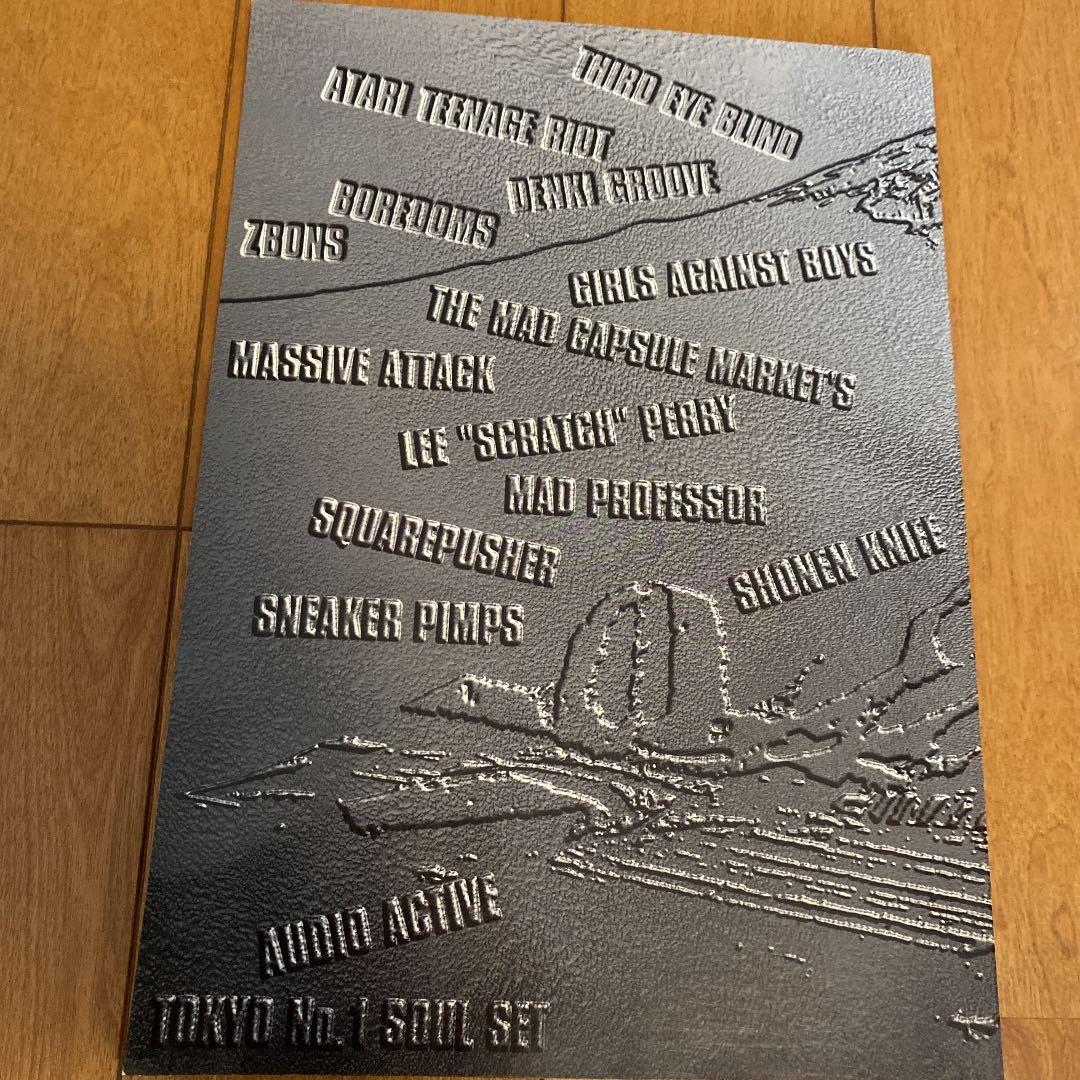 THIRD EYE BLIND
ATARI TEENAGE RIOT
DENKI GROOVE
BOREDOMS
ZBONS
GIRLS AGAINST BOYS
THE MAD CAPSULE MARKET'S
MASSIVE ATTACK
LEE "SCRATCH" PERRY
MAD PROFESSOR
SQUAREPUSHER
SHONEN KNIFE
SNEAKER PIMPS
AUDIO ACTIVE
TOKYO No.1 SOUL SET